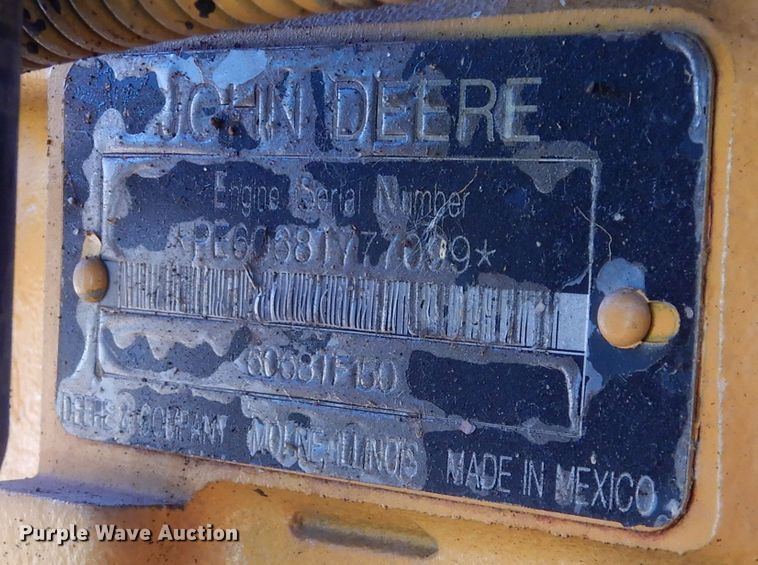 JOHN DEERE
Engine Serial Number
6068TF150
DEERE & COMPANY MOLINE, ILLINOIS MADE IN MEXICO
Purple Wave Auction